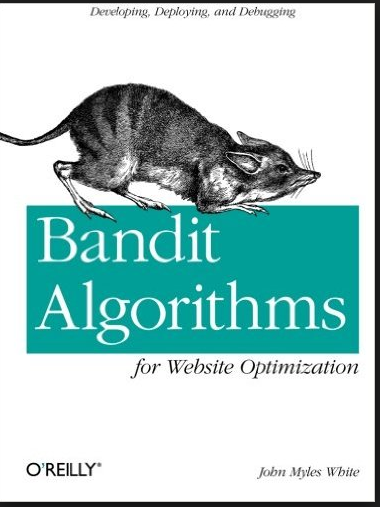 Developing, Deploying, and Debugging
Bandit
Algorithms
for Website Optimization
O'REILLY®
John Myles White